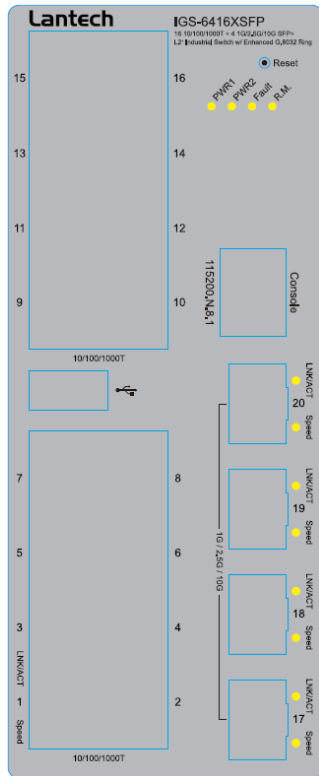 Lantech
IGS-6416XSFP
16 10/100/1000T + 4 1G/2.5G/10G SFP+
L2+ Industrial Switch w/ Enhanced G.8032 Ring
Reset
PWR1 PWR2 Fault R.M.
15 16
13 14
11 12
9 10
115200,N,8,1
Console
10/100/1000T
LNK/ACT
20
Speed
7 8
LNK/ACT
19
Speed
5 6
1G / 2.5G / 10G
LNK/ACT
18
Speed
3 4
LNK/ACT
1 2
Speed
LNK/ACT
17
Speed
10/100/1000T